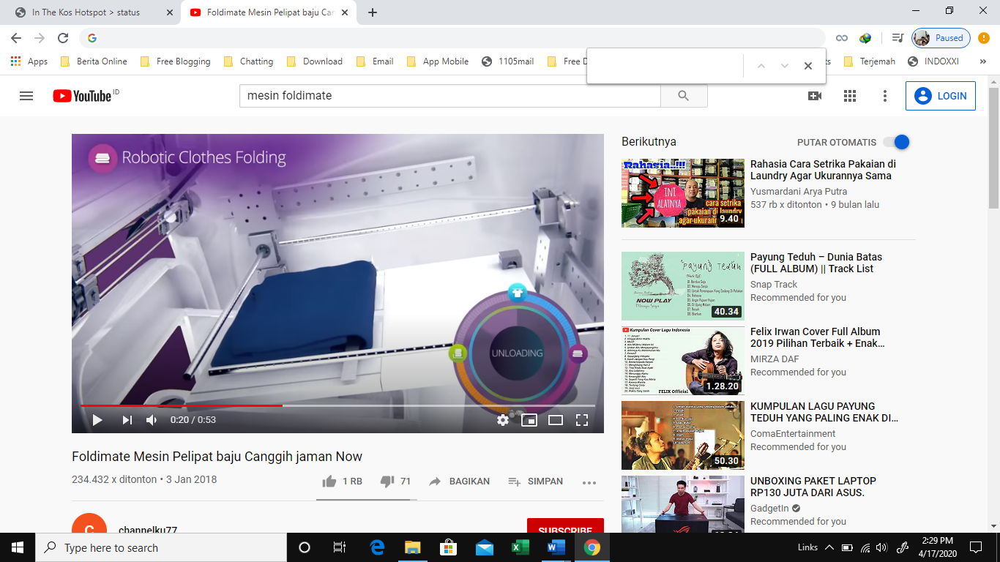 In The Kos Hotspot > status
Foldimate Mesin Pelipat baju Can
Paused
Apps
Berita Online
Free Blogging
Chatting
Download
Email
App Mobile
1105mail
Free D
ks
Terjemah
INDOXXI
»
YouTube ID
mesin foldimate
LOGIN
Robotic Clothes Folding
UNLOADING
0:20 / 0:53
Foldimate Mesin Pelipat baju Canggih jaman Now
234.432 x ditonton • 3 Jan 2018
1 RB
71
BAGIKAN
SIMPAN
channelku77
C
SUBSCRIBE
Berikutnya
PUTAR OTOMATIS
Rahasia..!!!
INI
ALATNYA
cara setrika
pakaian di laundry
agar ukurann
9.40
Rahasia Cara Setrika Pakaian di
Laundry Agar Ukurannya Sama
Yusmardani Arya Putra
537 rb x ditonton • 9 bulan lalu
PAYUNG TEDUH
NOW PLAY
40.34
Payung Teduh – Dunia Batas
(FULL ALBUM) || Track List
Snap Track
Recommended for you
Kumpulan Cover Lagu Indonesia
FELIX Official
1.28.20
Felix Irwan Cover Full Album
2019 Pilihan Terbaik + Enak...
MIRZA DAF
Recommended for you
50.30
KUMPULAN LAGU PAYUNG
TEDUH YANG PALING ENAK DI...
ComaEntertainment
Recommended for you
UNBOXING PAKET LAPTOP
RP130 JUTA DARI ASUS.
GadgetIn
Recommended for you
Type here to search
Links
2:29 PM
4/17/2020